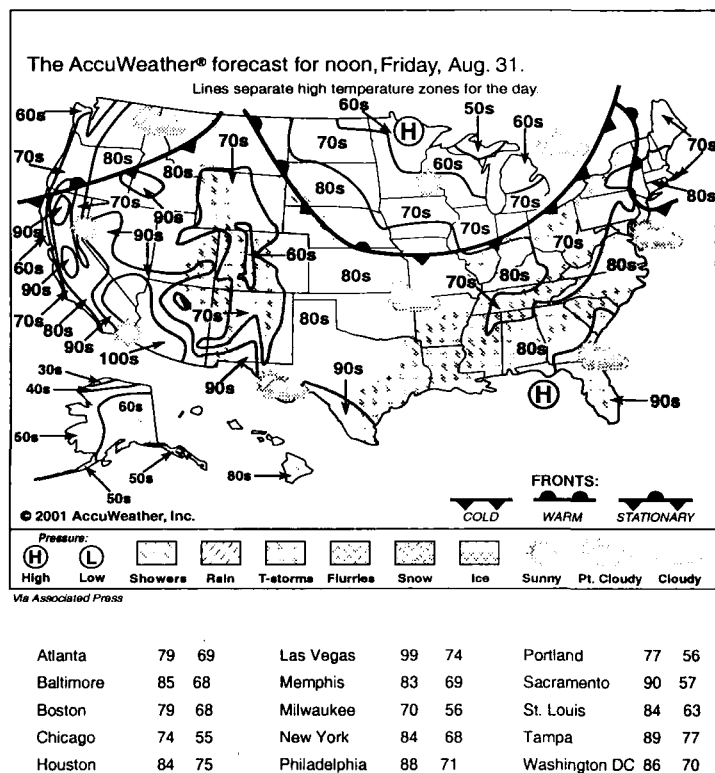 The AccuWeather® forecast for noon, Friday, Aug. 31.
Lines separate high temperature zones for the day.
60s
50s
60s
60s
70s
70s
70s
70s
80s
80s
60s
80s
80s
70s
90s
70s
70s
70s
80s
90s
90s
60s
70s
70s
80s
60s
90s
80s
70s
80s
80s
70s
70s
80s
90s
100s
80s
90s
90s
90s
30s
40s
60s
50s
50s
50s
80s
H
H
FRONTS:
COLD WARM STATIONARY
© 2001 AccuWeather, Inc.
Pressure:
H L
High Low Showers Rain T-storms Flurries Snow Ice Sunny Pt. Cloudy Cloudy
Via Associated Press
Atlanta 79 69 Las Vegas 99 74 Portland 77 56
Baltimore 85 68 Memphis 83 69 Sacramento 90 57
Boston 79 68 Milwaukee 70 56 St. Louis 84 63
Chicago 74 55 New York 84 68 Tampa 89 77
Houston 84 75 Philadelphia 88 71 Washington DC 86 70